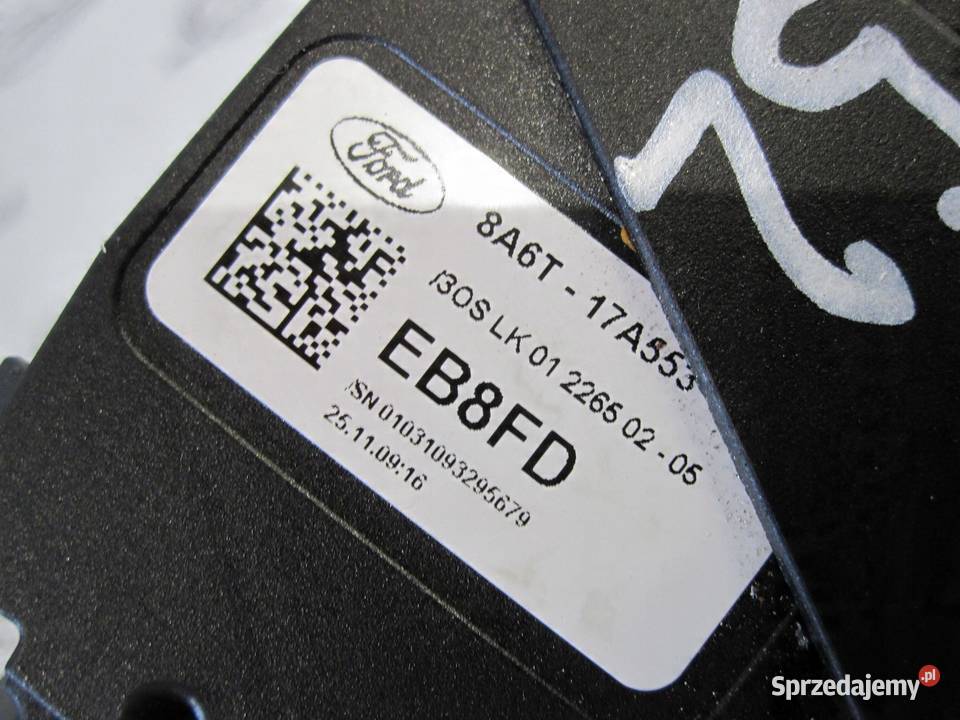 Ford
8A6T - 17A553
/3OS LK 01 2265 02 - 05
EB8FD
/SN 01031093295679
25.11.09:16
Sprzedajemy.pl